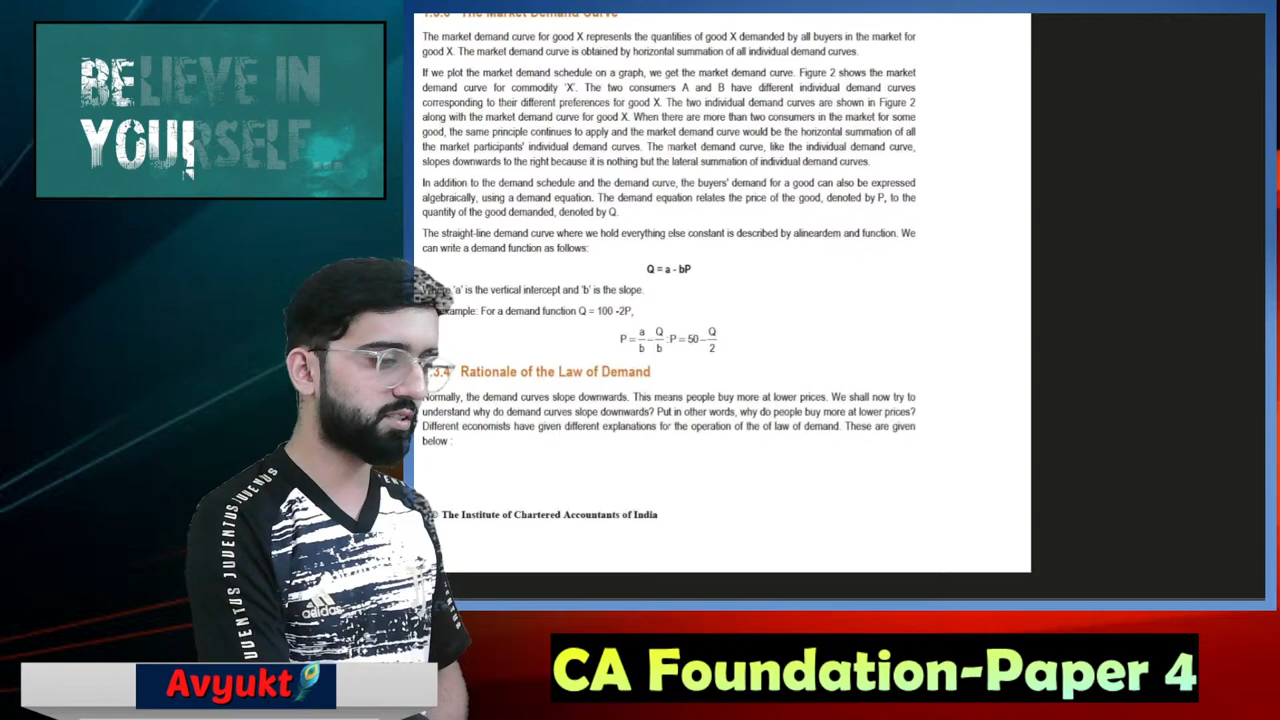 BELIEVE IN
YOURSELF...
The Market Demand Curve
The market demand curve for good X represents the quantities of good X demanded by all buyers in the market for
good X. The market demand curve is obtained by horizontal summation of all individual demand curves.
If we plot the market demand schedule on a graph, we get the market demand curve. Figure 2 shows the market
demand curve for commodity 'X'. The two consumers A and B have different individual demand curves
corresponding to their different preferences for good X. The two individual demand curves are shown in Figure 2
along with the market demand curve for good X. When there are more than two consumers in the market for some
good, the same principle continues to apply and the market demand curve would be the horizontal summation of all
the market participants' individual demand curves. The market demand curve, like the individual demand curve,
slopes downwards to the right because it is nothing but the lateral summation of individual demand curves.
In addition to the demand schedule and the demand curve, the buyers' demand for a good can also be expressed
algebraically, using a demand equation. The demand equation relates the price of the good, denoted by P, to the
quantity of the good demanded, denoted by Q.
The straight-line demand curve where we hold everything else constant is described by alineardem and function. We
can write a demand function as follows:
Q = a - bP
'a' is the vertical intercept and 'b' is the slope.
example: For a demand function Q = 100 -2P,
P = a/b - Q/b : P = 50 - Q/2
.3.4 Rationale of the Law of Demand
Normally, the demand curves slope downwards. This means people buy more at lower prices. We shall now try to
understand why do demand curves slope downwards? Put in other words, why do people buy more at lower prices?
Different economists have given different explanations for the operation of the of law of demand. These are given
below :
© The Institute of Chartered Accountants of India
JUVENTUS JUVENTUS
adidas
Avyukt
CA Foundation-Paper 4